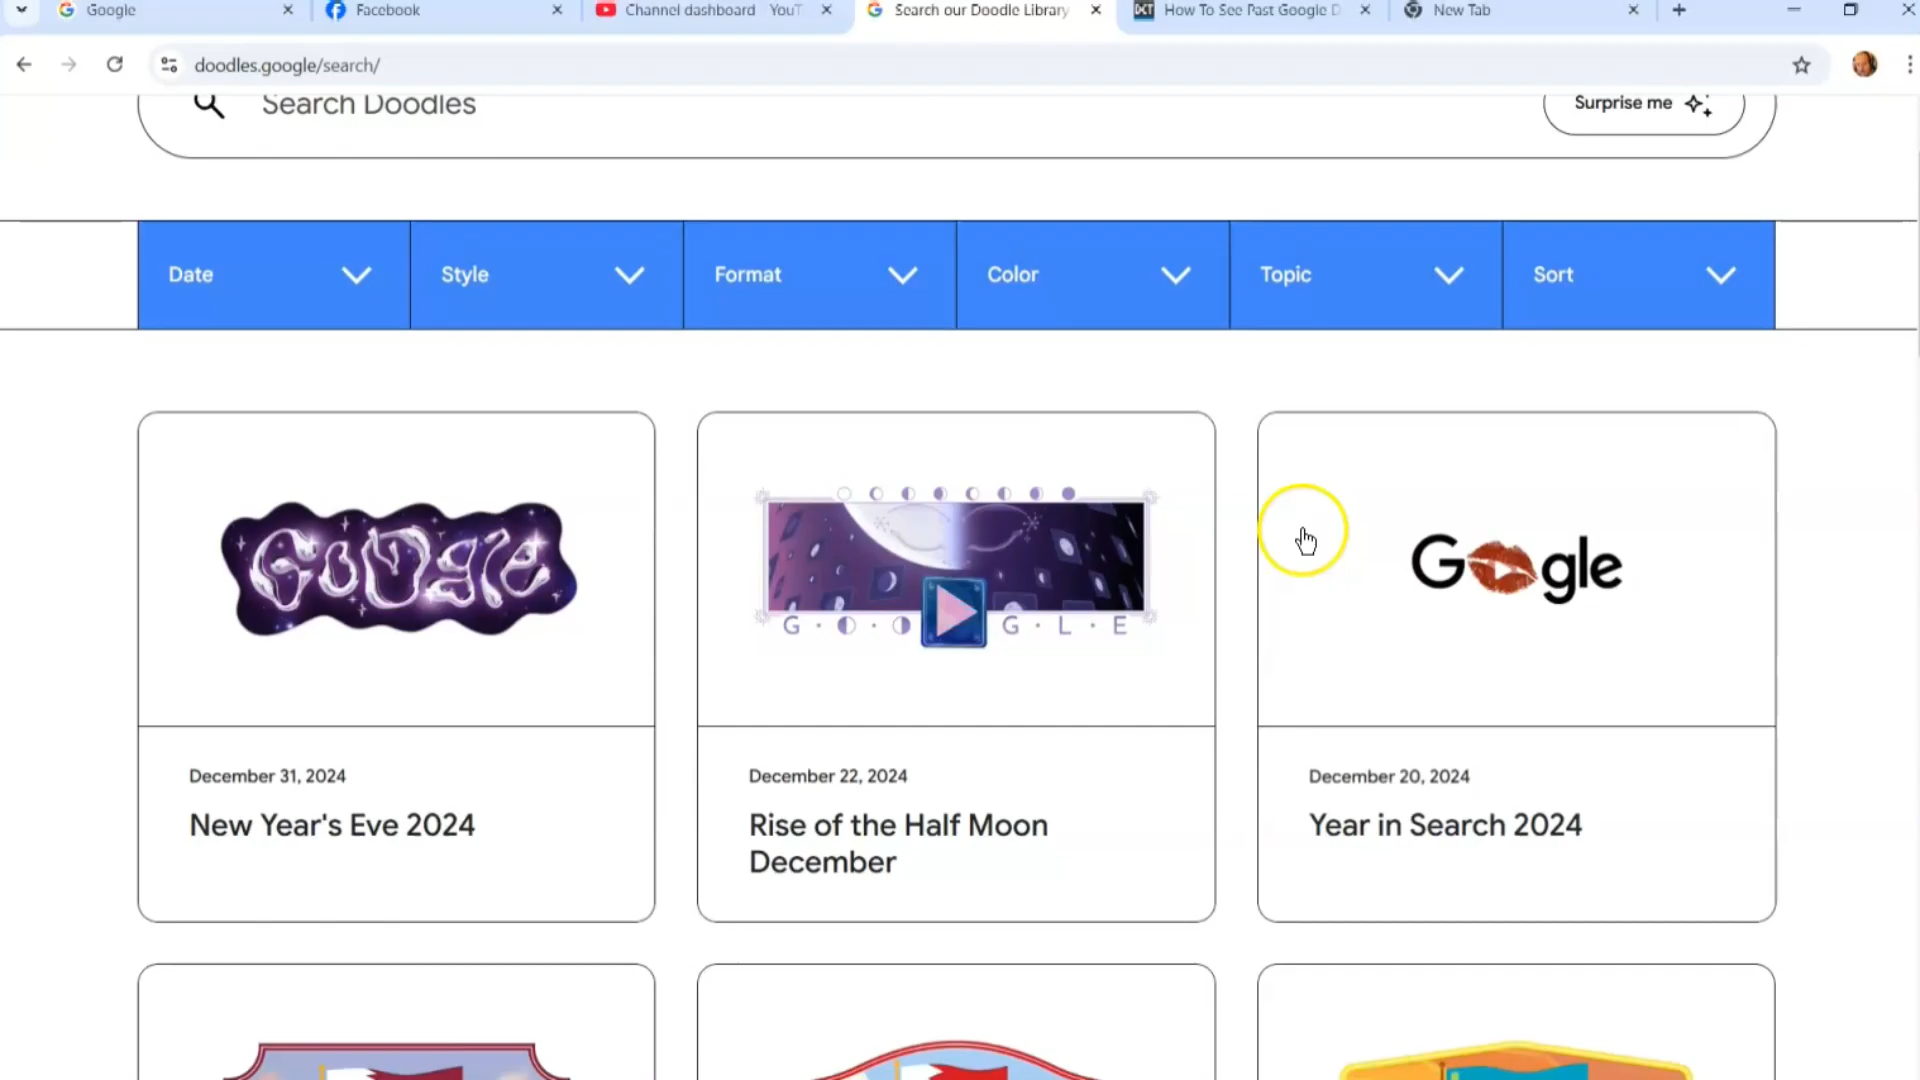 Google
Facebook
Channel dashboard YouT
Search our Doodle Library
How To See Past Google D
New Tab
doodles.google/search/
Search Doodles
Surprise me
Date
Style
Format
Color
Topic
Sort
Google
G O O G L E
G gle
December 31, 2024
New Year's Eve 2024
December 22, 2024
Rise of the Half Moon
December
December 20, 2024
Year in Search 2024